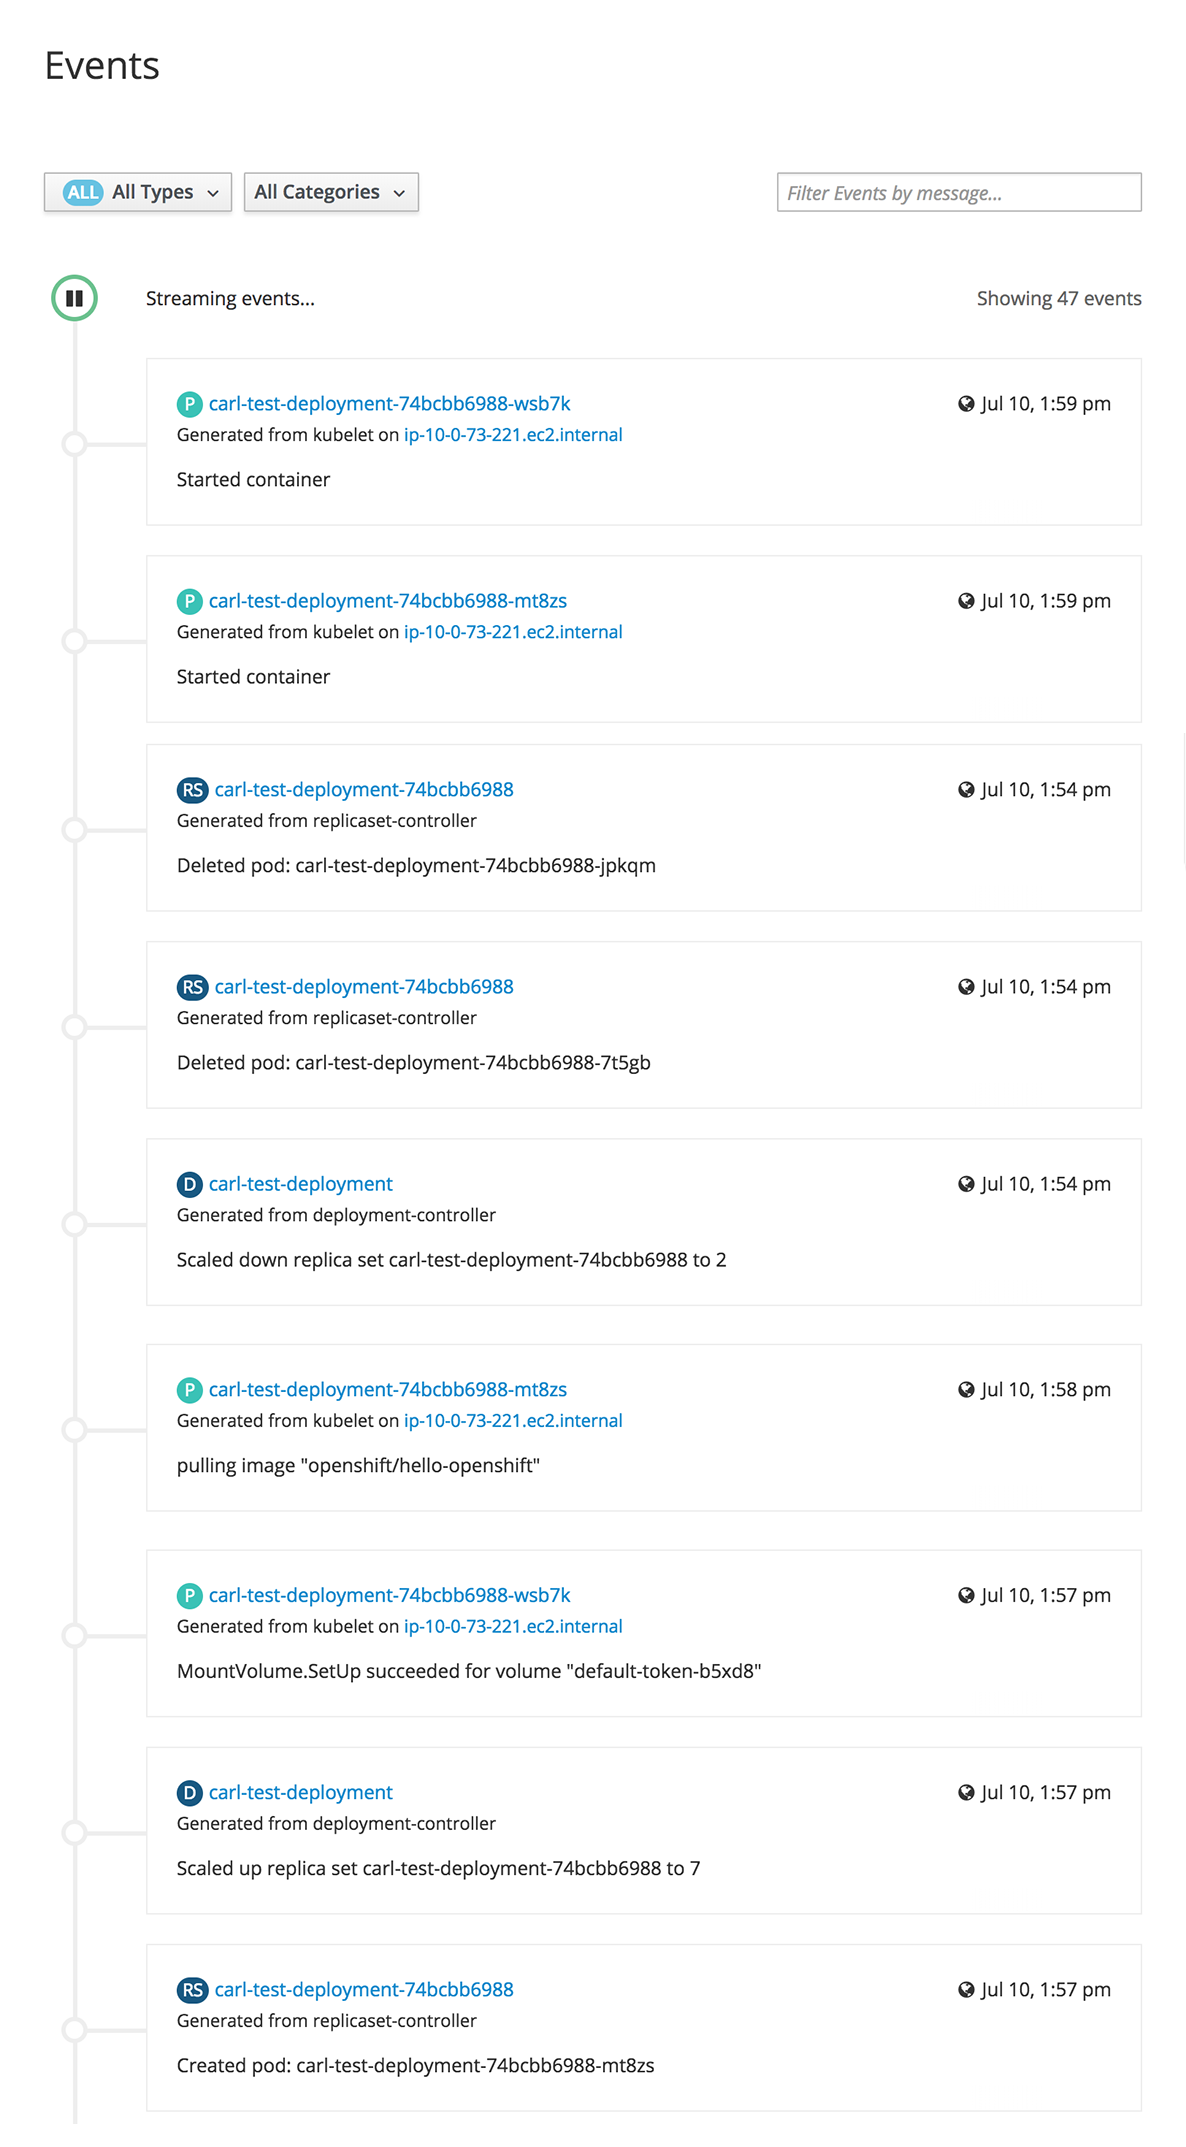 Events
ALL All Types All Categories Filter Events by message...
Streaming events... Showing 47 events
P carl-test-deployment-74bcbb6988-wsb7k Jul 10, 1:59 pm
Generated from kubelet on ip-10-0-73-221.ec2.internal
Started container
P carl-test-deployment-74bcbb6988-mt8zs Jul 10, 1:59 pm
Generated from kubelet on ip-10-0-73-221.ec2.internal
Started container
RS carl-test-deployment-74bcbb6988 Jul 10, 1:54 pm
Generated from replicaset-controller
Deleted pod: carl-test-deployment-74bcbb6988-jpkqm
RS carl-test-deployment-74bcbb6988 Jul 10, 1:54 pm
Generated from replicaset-controller
Deleted pod: carl-test-deployment-74bcbb6988-7t5gb
D carl-test-deployment Jul 10, 1:54 pm
Generated from deployment-controller
Scaled down replica set carl-test-deployment-74bcbb6988 to 2
P carl-test-deployment-74bcbb6988-mt8zs Jul 10, 1:58 pm
Generated from kubelet on ip-10-0-73-221.ec2.internal
pulling image "openshift/hello-openshift"
P carl-test-deployment-74bcbb6988-wsb7k Jul 10, 1:57 pm
Generated from kubelet on ip-10-0-73-221.ec2.internal
MountVolume.SetUp succeeded for volume "default-token-b5xd8"
D carl-test-deployment Jul 10, 1:57 pm
Generated from deployment-controller
Scaled up replica set carl-test-deployment-74bcbb6988 to 7
RS carl-test-deployment-74bcbb6988 Jul 10, 1:57 pm
Generated from replicaset-controller
Created pod: carl-test-deployment-74bcbb6988-mt8zs